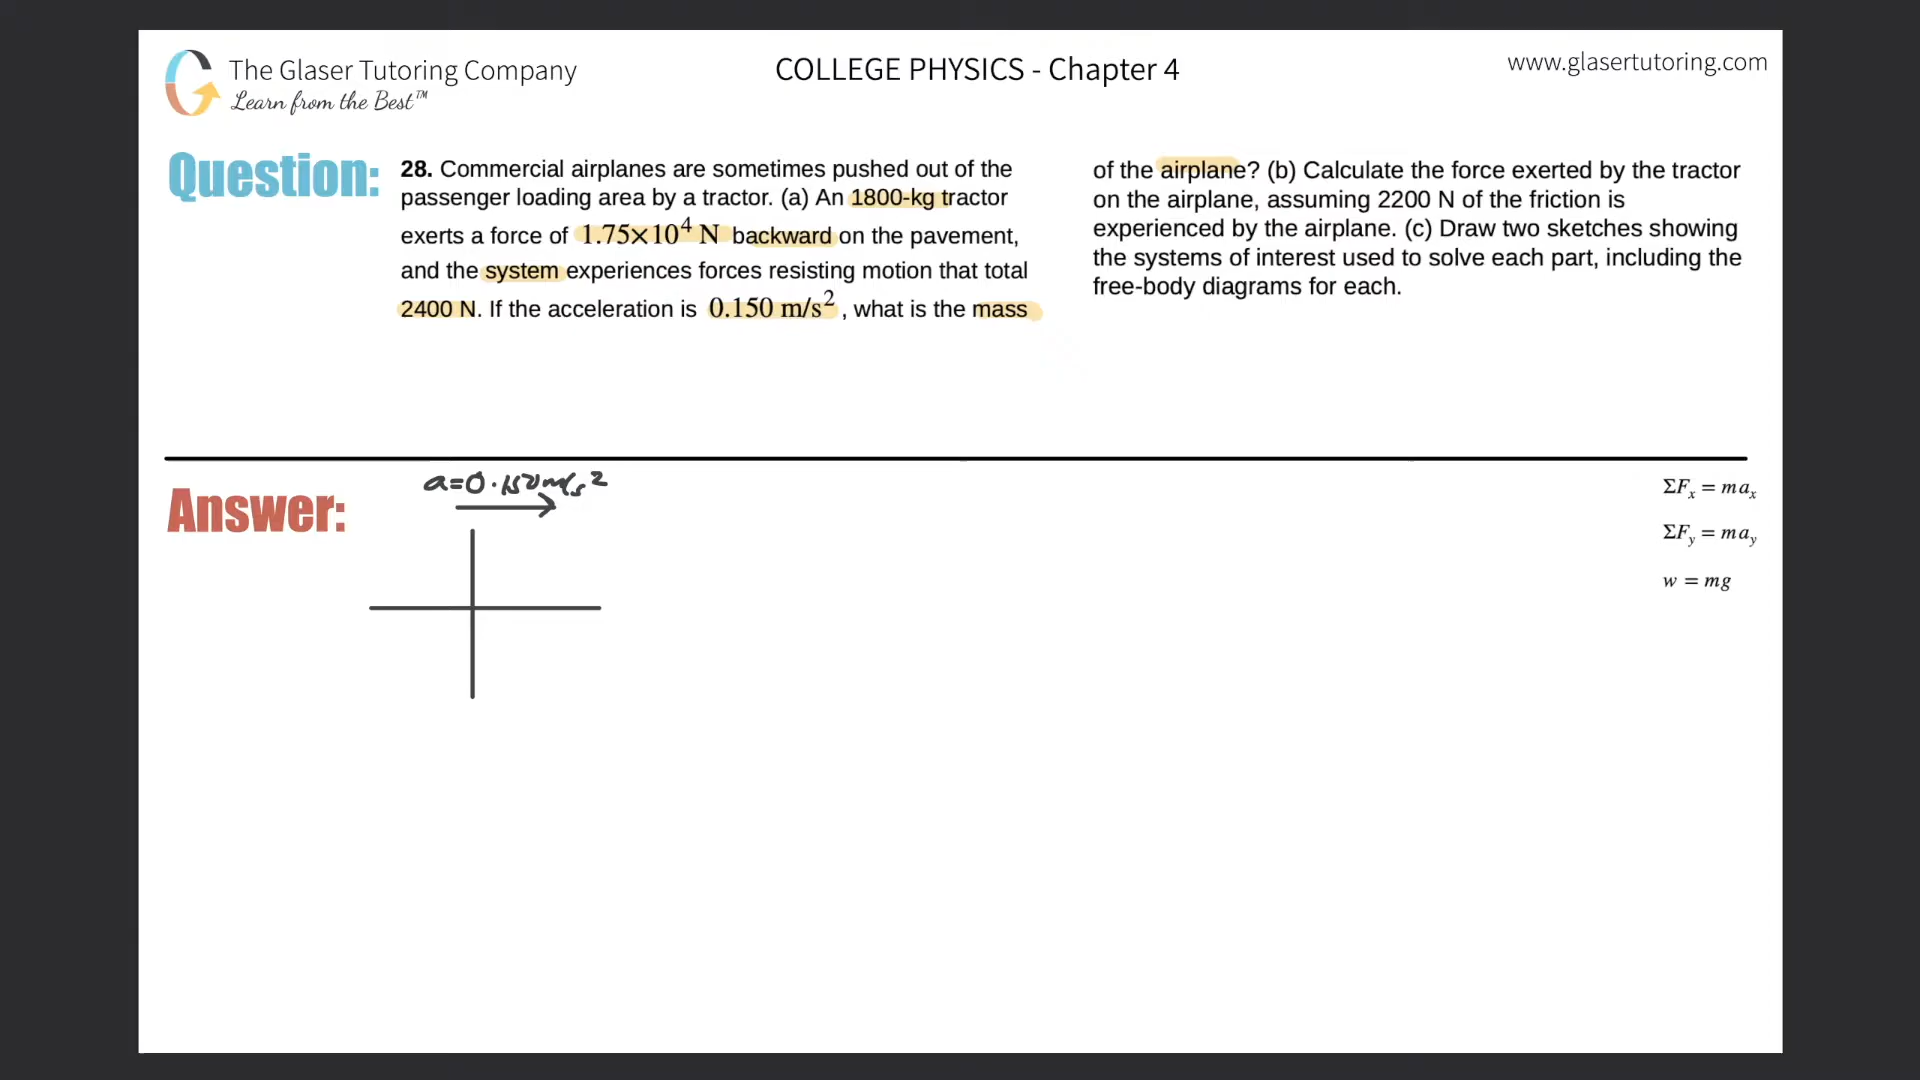 The Glaser Tutoring Company
Learn from the Best™
COLLEGE PHYSICS - Chapter 4
www.glasertutoring.com
Question:
28. Commercial airplanes are sometimes pushed out of the
passenger loading area by a tractor. (a) An 1800-kg tractor
exerts a force of 1.75×10⁴ N backward on the pavement,
and the system experiences forces resisting motion that total
2400 N. If the acceleration is 0.150 m/s², what is the mass
of the airplane? (b) Calculate the force exerted by the tractor
on the airplane, assuming 2200 N of the friction is
experienced by the airplane. (c) Draw two sketches showing
the systems of interest used to solve each part, including the
free-body diagrams for each.
Answer:
a=0.150m/s²
ΣFₓ = maₓ
ΣF_y = ma_y
w = mg